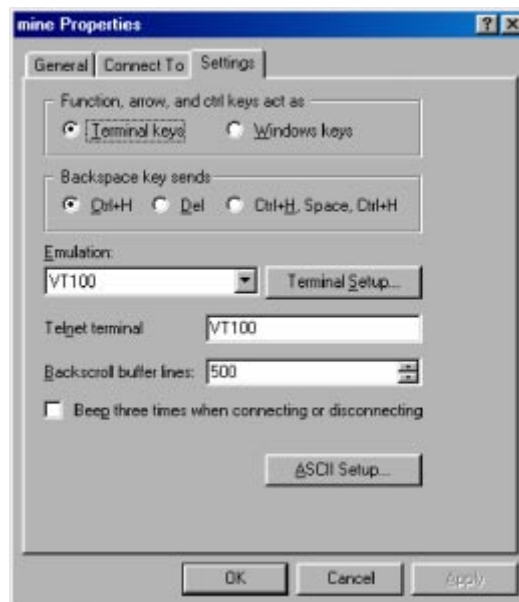 mine Properties
General Connect To Settings
Function, arrow, and ctrl keys act as
Terminal keys Windows keys
Backspace key sends
Ctrl+H Del Ctrl+H, Space, Ctrl+H
Emulation:
VT100 Terminal Setup...
Telnet terminal VT100
Backscroll buffer lines: 500
Beep three times when connecting or disconnecting
ASCII Setup...
OK Cancel Apply